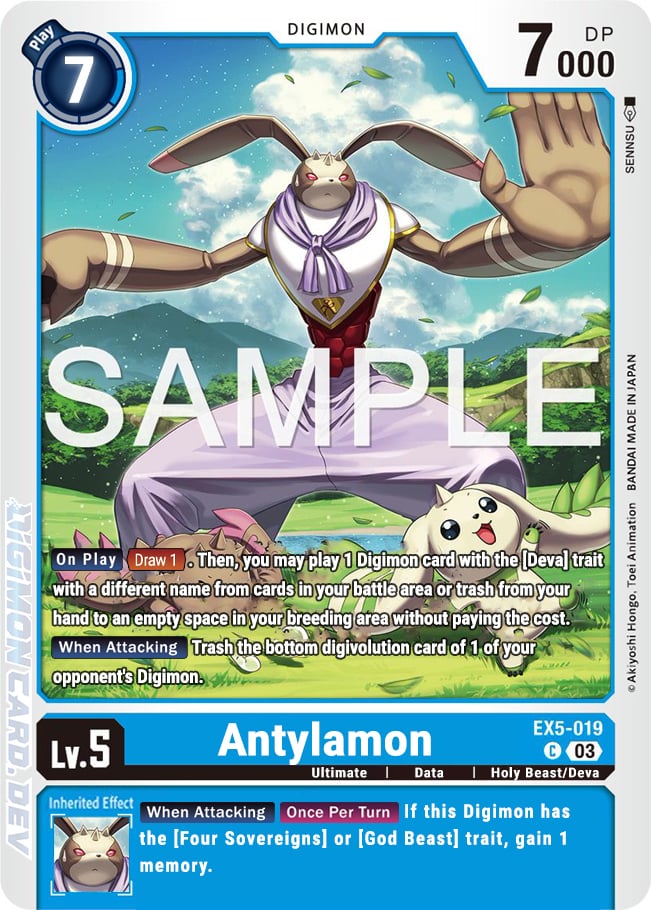 Play
7
DIGIMON
7000 DP
SENNSU
SAMPLE
On Play Draw 1 . Then, you may play 1 Digimon card with the [Deva] trait
with a different name from cards in your battle area or trash from your
hand to an empty space in your breeding area without paying the cost.
When Attacking Trash the bottom digivolution card of 1 of your
opponent's Digimon.
© Akiyoshi Hongo, Toei Animation BANDAI MADE IN JAPAN
DIGIMONCARD.DEV
Lv.5
Antylamon
EX5-019
C 03
Ultimate | Data | Holy Beast/Deva
Inherited Effect
When Attacking Once Per Turn If this Digimon has
the [Four Sovereigns] or [God Beast] trait, gain 1
memory.